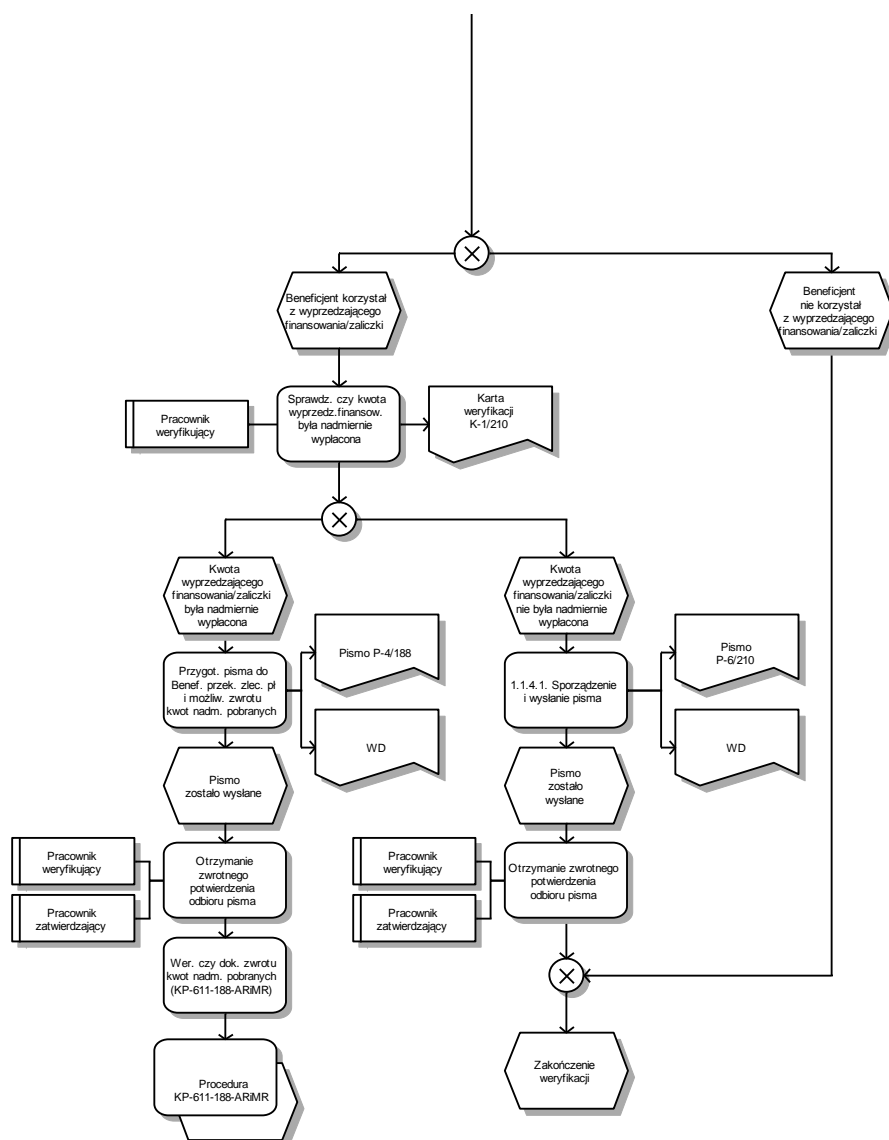 Beneficjent korzystał
z wyprzedzającego
finansowania/zaliczki
Beneficjent
nie korzystał
z wyprzedzającego
finansowania/zaliczki
Pracownik
weryfikujący
Sprawdz. czy kwota
wyprzedz.finansow.
była nadmiernie
wypłacona
Karta
weryfikacji
K-1/210
Kwota
wyprzedzającego
finansowania/zaliczki
była nadmiernie
wypłacona
Kwota
wyprzedzającego
finansowania/zaliczki
nie była nadmiernie
wypłacona
Przygot. pisma do
Benef. przek. zlec. pł
i możliw. zwrotu
kwot nadm. pobranych
Pismo P-4/188
WD
1.1.4.1. Sporządzenie
i wysłanie pisma
Pismo
P-6/210
WD
Pismo
zostało wysłane
Pismo
zostało
wysłane
Pracownik
weryfikujący
Pracownik
zatwierdzający
Otrzymanie
zwrotnego
potwierdzenia
odbioru pisma
Pracownik
weryfikujący
Pracownik
zatwierdzający
Otrzymanie zwrotnego
potwierdzenia
odbioru pisma
Wer. czy dok. zwrotu
kwot nadm. pobranych
(KP-611-188-ARiMR)
Procedura
KP-611-188-ARiMR
Zakończenie
weryfikacji